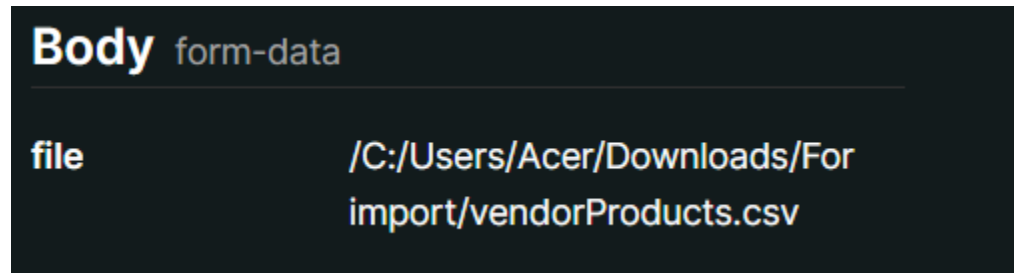 Body form-data
file /C:/Users/Acer/Downloads/For
import/vendorProducts.csv